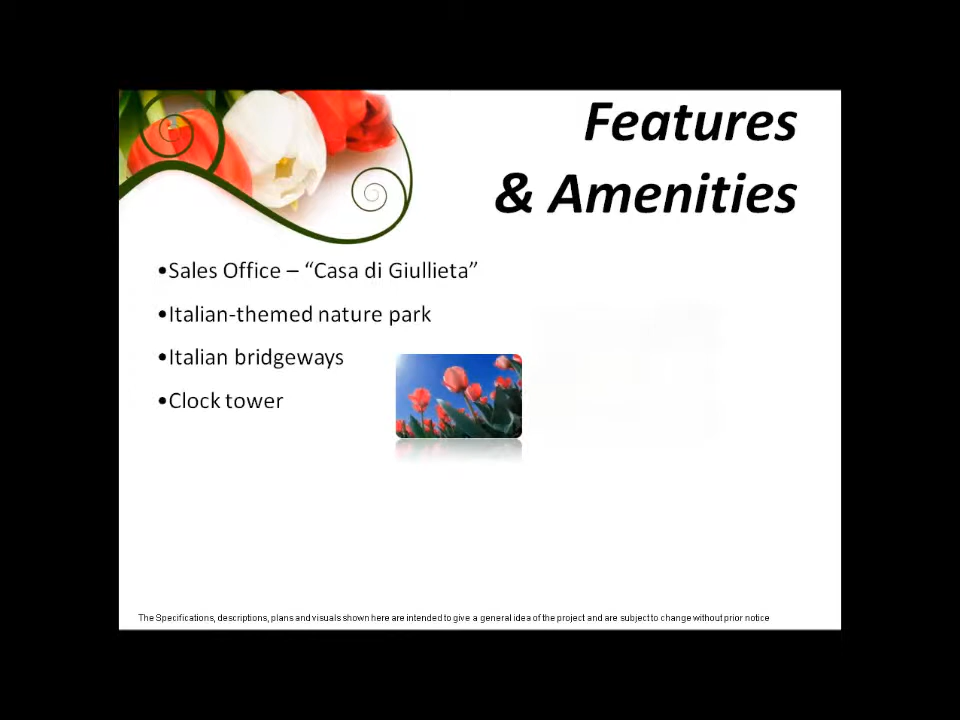 Features
& Amenities
•Sales Office – “Casa di Giullieta”
•Italian-themed nature park
•Italian bridgeways
•Clock tower
The Specifications, descriptions, plans and visuals shown here are intended to give a general idea of the project and are subject to change without prior notice